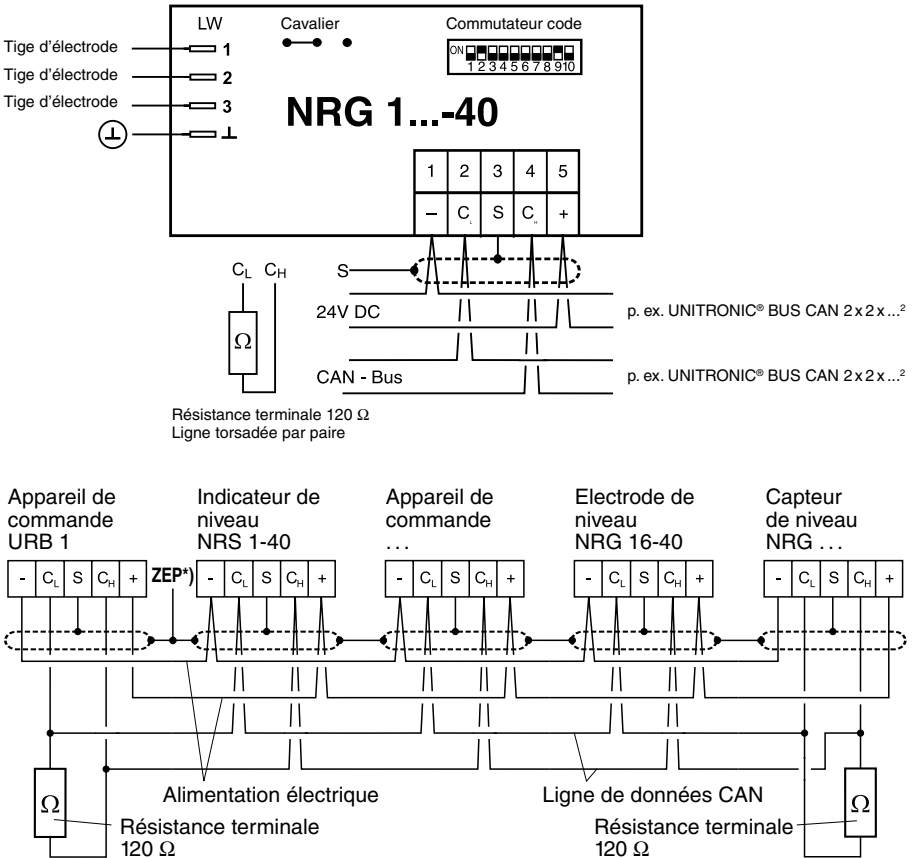 LW Cavalier Commutateur code
Tige d'électrode 1
ON
1 2 3 4 5 6 7 8 9 10
Tige d'électrode 2
Tige d'électrode 3
NRG 1...-40
1 2 3 4 5
– CL S CH +
CL CH S
24V DC p. ex. UNITRONIC® BUS CAN 2 x 2 x ...²
Ω
CAN - Bus p. ex. UNITRONIC® BUS CAN 2 x 2 x ...²
Résistance terminale 120 Ω
Ligne torsadée par paire
Appareil de
commande
URB 1
Indicateur de
niveau
NRS 1-40
Appareil de
commande
. . .
Electrode de
niveau
NRG 16-40
Capteur
de niveau
NRG . . .
- CL S CH + ZEP*) - CL S CH + - CL S CH + - CL S CH + - CL S CH +
Alimentation électrique Ligne de données CAN
Ω Ω
Résistance terminale
120 Ω
Résistance terminale
120 Ω